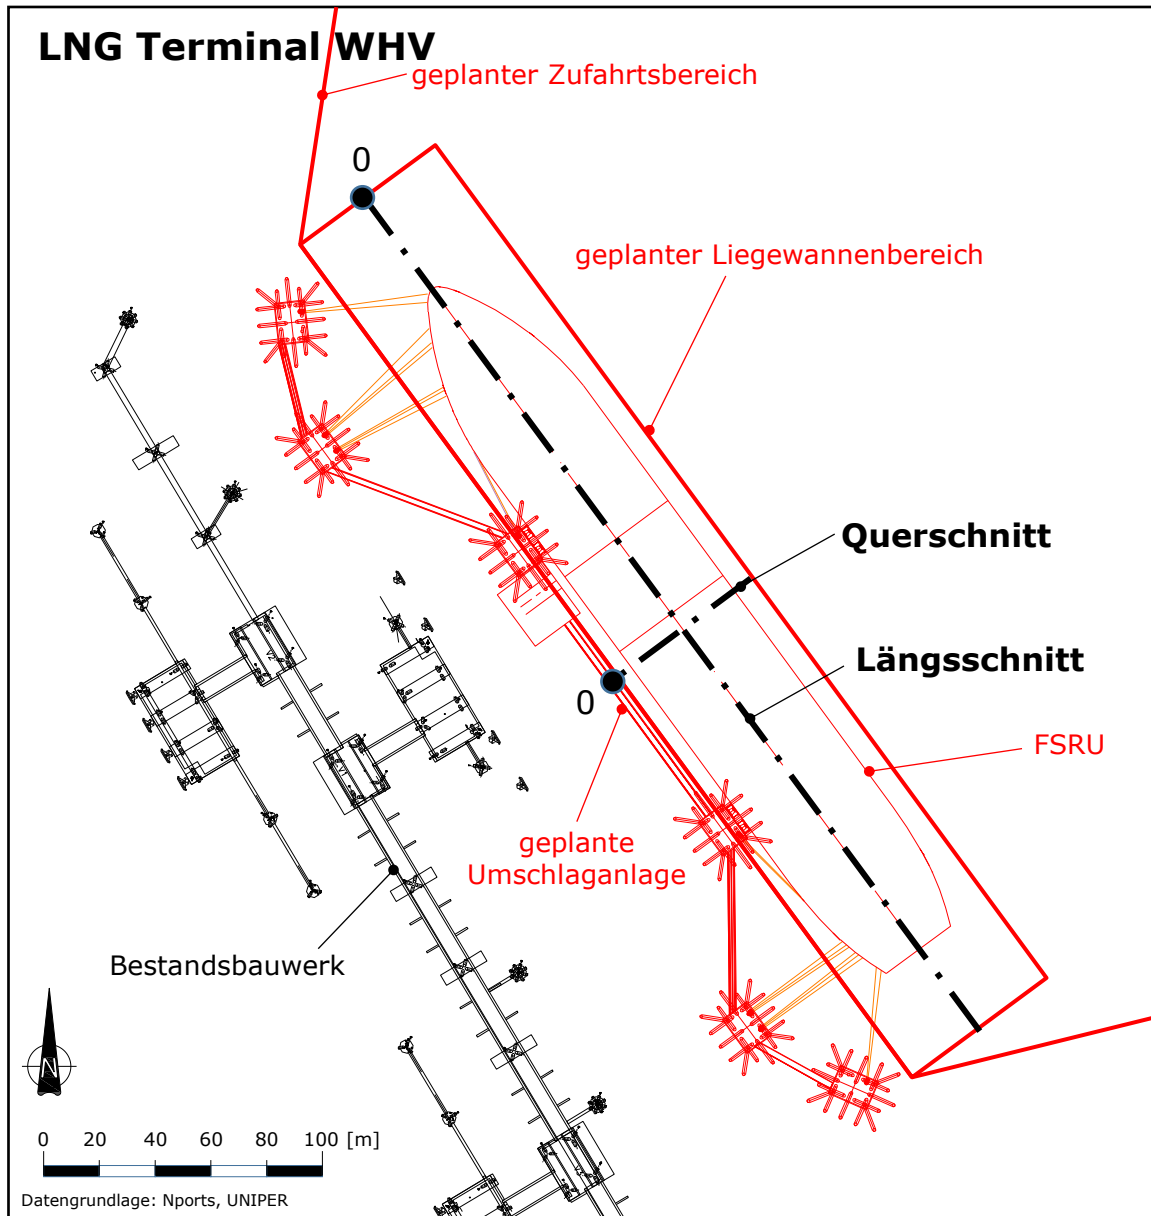 LNG Terminal WHV
geplanter Zufahrtsbereich
0
geplanter Liegewannenbereich
Querschnitt
Längsschnitt
0
FSRU
geplante
Umschlaganlage
Bestandsbauwerk
N
0 20 40 60 80 100 [m]
Datengrundlage: Nports, UNIPER